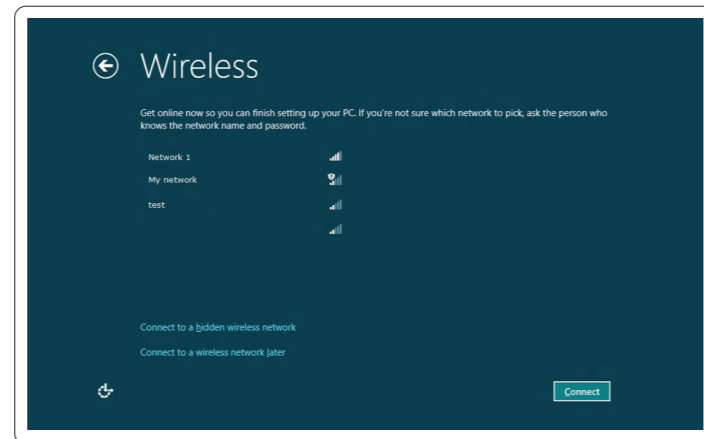 Wireless
Get online now so you can finish setting up your PC. If you're not sure which network to pick, ask the person who
knows the network name and password.
Network 1
My network
test
Connect to a hidden wireless network
Connect to a wireless network later
Connect